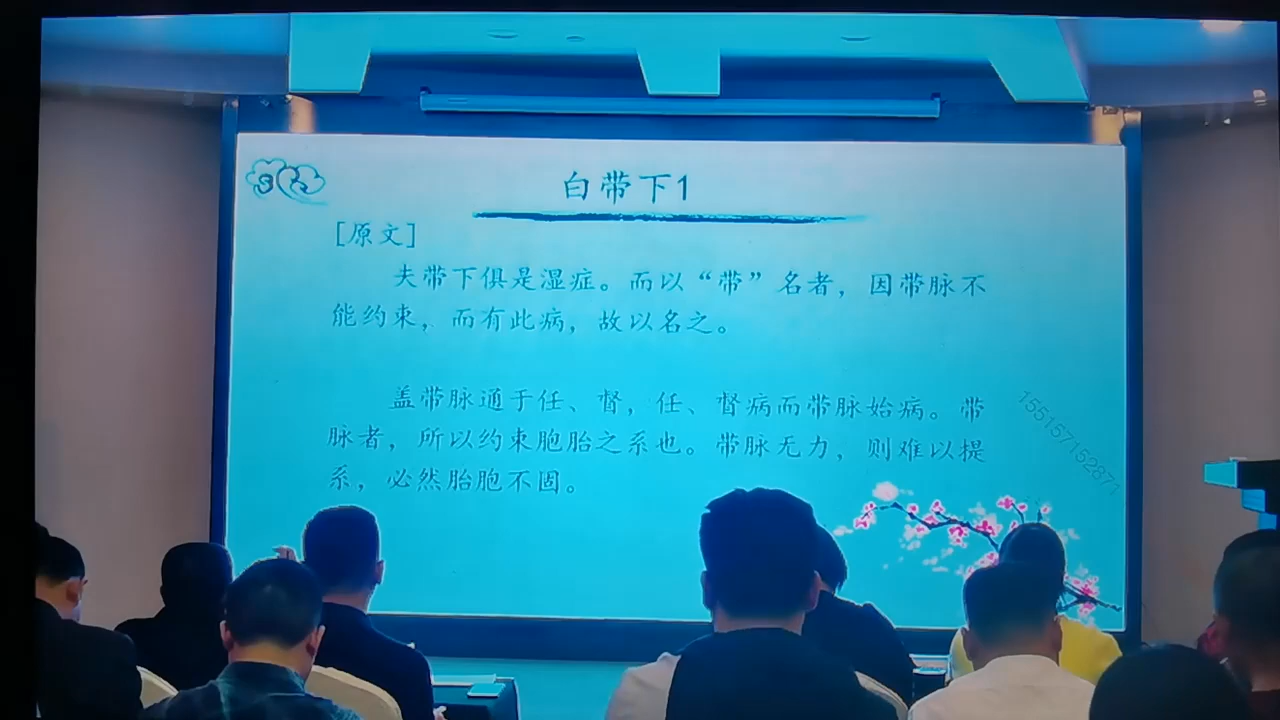 白带下1
[原文]
夫带下俱是湿症。而以“带”名者，因带脉不
能约束，而有此病，故以名之。
盖带脉通于任、督，任、督病而带脉始病。带
脉者，所以约束胞胎之系也。带脉无力，则难以提
系，必然胎胞不固。
15515715287